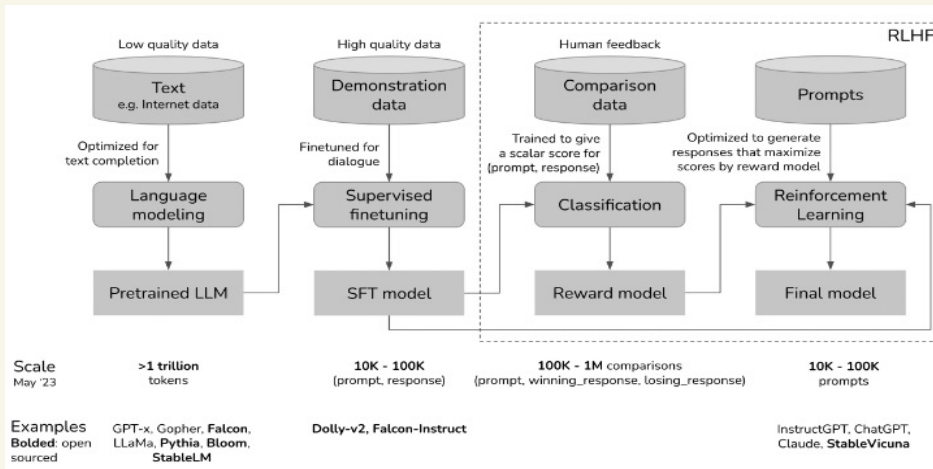 RLHF
Low quality data
High quality data
Human feedback
Text
e.g. Internet data
Demonstration
data
Comparison
data
Prompts
Optimized for
text completion
Finetuned for
dialogue
Trained to give
a scalar score for
(prompt, response)
Optimized to generate
responses that maximize
scores by reward model
Language
modeling
Supervised
finetuning
Classification
Reinforcement
Learning
Pretrained LLM
SFT model
Reward model
Final model
Scale
May '23
>1 trillion
tokens
10K - 100K
(prompt, response)
100K - 1M comparisons
(prompt, winning_response, losing_response)
10K - 100K
prompts
Examples
Bolded: open
sourced
GPT-x, Gopher, Falcon,
LLaMa, Pythia, Bloom,
StableLM
Dolly-v2, Falcon-Instruct
InstructGPT, ChatGPT,
Claude, StableVicuna